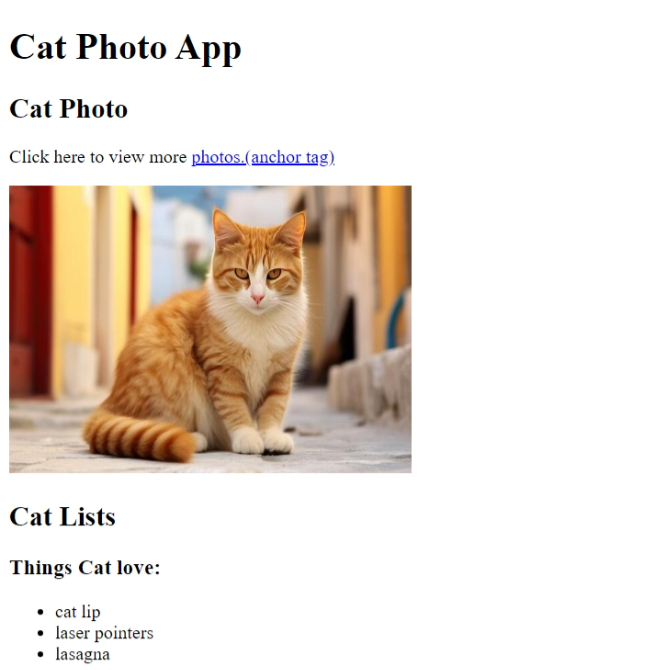 Cat Photo App
Cat Photo
Click here to view more photos.(anchor tag)
Cat Lists
Things Cat love:
cat lip
laser pointers
lasagna